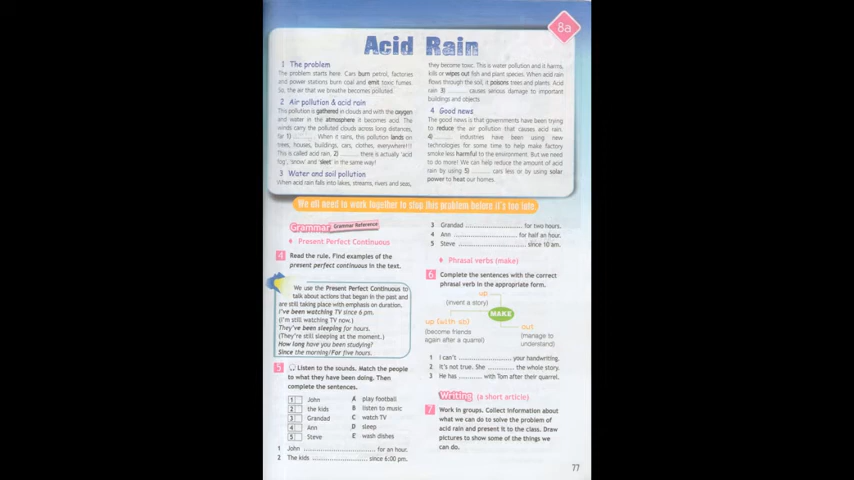 8a
Acid Rain
1 The problem
The problem starts here. Cars burn petrol, factories
and power stations burn coal and emit toxic fumes.
So, the air that we breathe becomes polluted.
2 Air pollution & acid rain
This pollution is gathered in clouds and with the oxygen
and water in the atmosphere it becomes acid. The
winds carry the polluted clouds across long distances,
far 1) ........ . When it rains, this pollution lands on
trees, houses, buildings, cars, clothes, everywhere!!!
This is called acid rain. 2) ........ there is actually 'acid
fog', 'snow' and 'sleet' in the same way!
3 Water and soil pollution
When acid rain falls into lakes, streams, rivers and seas,
they become toxic. This is water pollution and it harms,
kills or wipes out fish and plant species. When acid rain
flows through the soil, it poisons trees and plants. Acid
rain 3) ........ causes serious damage to important
buildings and objects.
4 Good news
The good news is that governments have been trying
to reduce the air pollution that causes acid rain.
4) ........ industries have been using new
technologies for some time to help make factory
smoke less harmful to the environment. But we need
to do more! We can help reduce the amount of acid
rain by using 5) ........ cars less or by using solar
power to heat our homes.
We all need to work together to stop this problem before it's too late.
Grammar Grammar Reference
Present Perfect Continuous
4 Read the rule. Find examples of the
present perfect continuous in the text.
We use the Present Perfect Continuous to
talk about actions that began in the past and
are still taking place with emphasis on duration.
I've been watching TV since 6 pm.
(I'm still watching TV now.)
They've been sleeping for hours.
(They're still sleeping at the moment.)
How long have you been studying?
Since the morning/For five hours.
5 Listen to the sounds. Match the people
to what they have been doing. Then
complete the sentences.
1 John A play football
2 the kids B listen to music
3 Grandad C watch TV
4 Ann D sleep
5 Steve E wash dishes
1 John .............................. for an hour.
2 The kids ....................... since 6:00 pm.
3 Grandad ........................ for two hours.
4 Ann ........................... for half an hour.
5 Steve .............................. since 10 am.
Phrasal verbs (make)
6 Complete the sentences with the correct
phrasal verb in the appropriate form.
up
(invent a story)
MAKE
up (with sb)
(become friends
again after a quarrel)
out
(manage to
understand)
1 I can't ...................... your handwriting.
2 It's not true. She ........... the whole story.
3 He has .......... with Tom after their quarrel.
Writing (a short article)
7 Work in groups. Collect information about
what we can do to solve the problem of
acid rain and present it to the class. Draw
pictures to show some of the things we
can do.
77